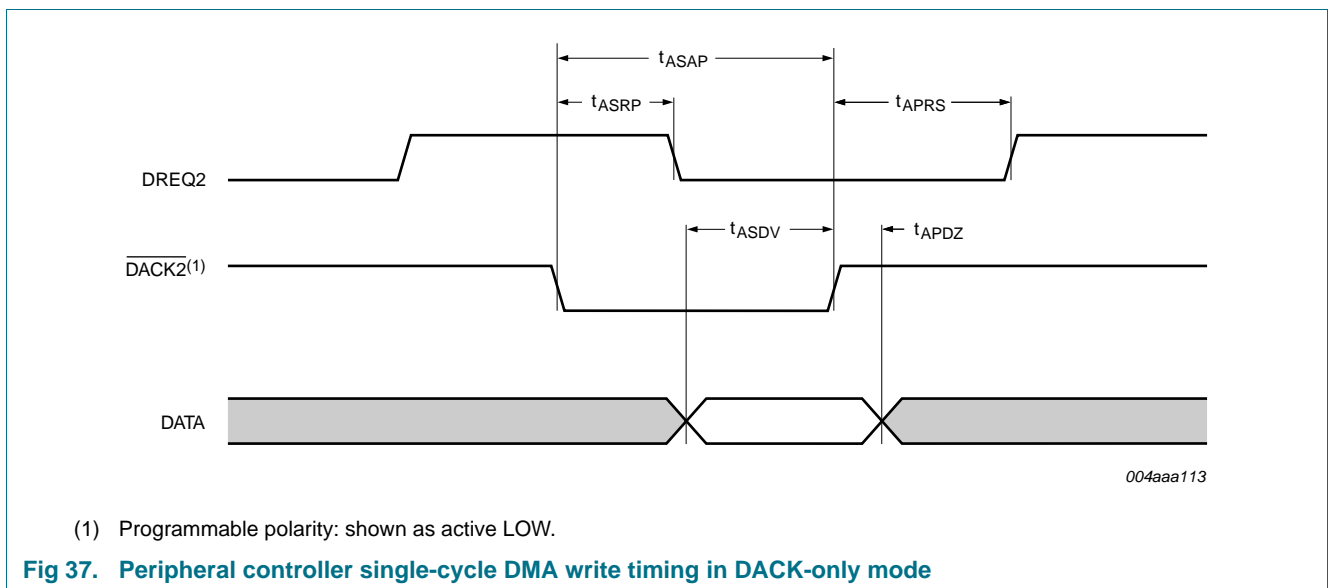 tASAP
tASRP
tAPRS
DREQ2
tASDV
tAPDZ
DACK2(1)
DATA
004aaa113
(1) Programmable polarity: shown as active LOW.
Fig 37. Peripheral controller single-cycle DMA write timing in DACK-only mode